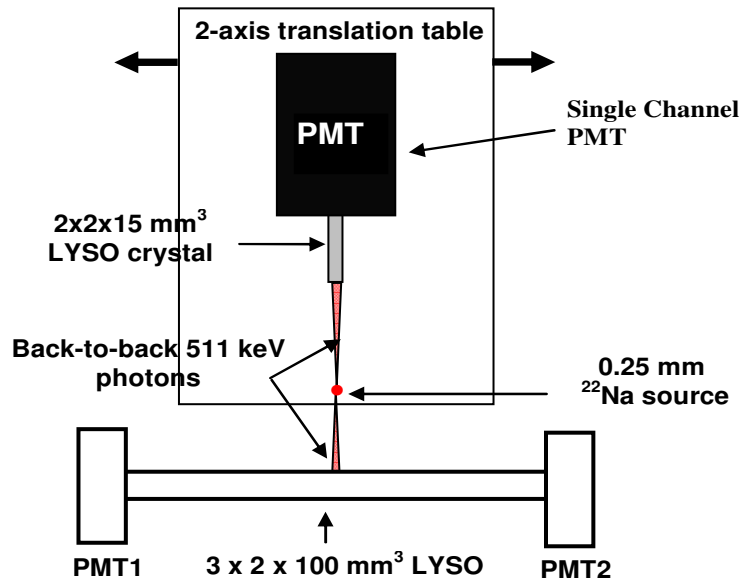 2-axis translation table
PMT
Single Channel
PMT
2x2x15 mm³
LYSO crystal
Back-to-back 511 keV
photons
0.25 mm
²²Na source
PMT1
3 x 2 x 100 mm³ LYSO
PMT2